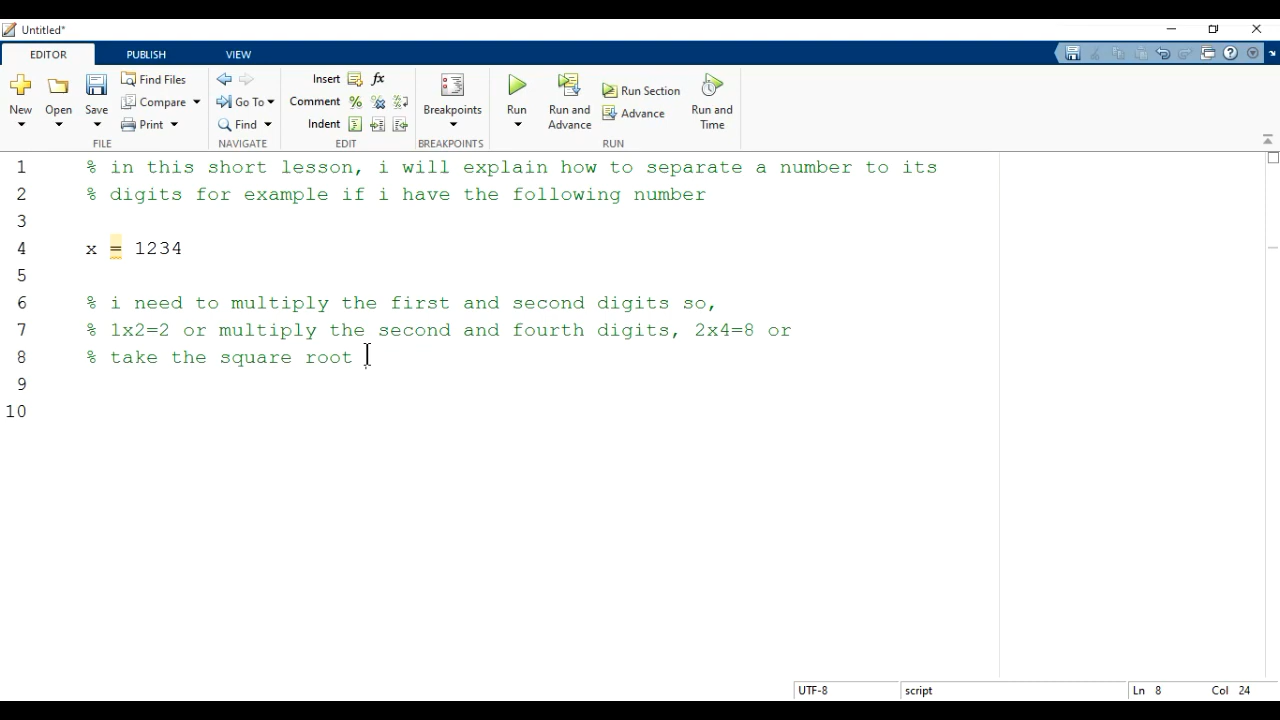 Untitled*
EDITOR PUBLISH VIEW
New Open Save Find Files Compare Print FILE
Go To Find NAVIGATE
Insert fx Comment Indent EDIT
Breakpoints BREAKPOINTS
Run Run and Advance Run Section Advance Run and Time RUN
1 % in this short lesson, i will explain how to separate a number to its
2 % digits for example if i have the following number
3
4 x = 1234
5
6 % i need to multiply the first and second digits so,
7 % 1x2=2 or multiply the second and fourth digits, 2x4=8 or
8 % take the square root
9
10
UTF-8 script Ln 8 Col 24